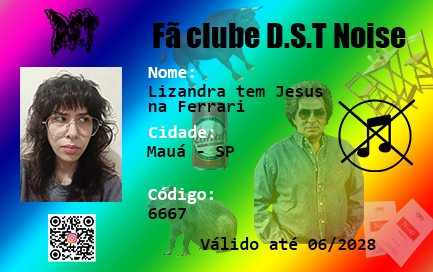 Fã clube D.S.T Noise
Nome:
Lizandra tem Jesus
na Ferrari
Cidade:
Mauá - SP
Código:
6667
Válido até 06/2028